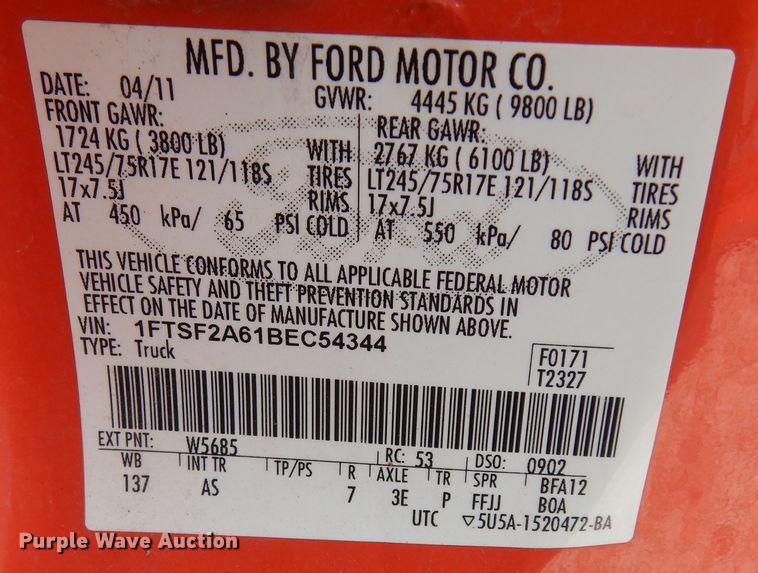 MFD. BY FORD MOTOR CO.
DATE: 04/11 GVWR: 4445 KG ( 9800 LB)
FRONT GAWR: REAR GAWR:
1724 KG ( 3800 LB) WITH 2767 KG ( 6100 LB) WITH
LT245/75R17E 121/118S TIRES LT245/75R17E 121/118S TIRES
17x7.5J RIMS 17x7.5J RIMS
AT 450 kPa/ 65 PSI COLD AT 550 kPa/ 80 PSI COLD
THIS VEHICLE CONFORMS TO ALL APPLICABLE FEDERAL MOTOR
VEHICLE SAFETY AND THEFT PREVENTION STANDARDS IN
EFFECT ON THE DATE OF MANUFACTURE SHOWN ABOVE.
VIN: 1FTSF2A61BEC54344
TYPE: Truck F0171
T2327
EXT PNT: W5685 RC: 53 DSO: 0902
WB INT TR TP/PS R AXLE TR SPR BFA12
137 AS 7 3E P FFJJ BOA
UTC ▽5U5A-1520472-BA
Purple Wave Auction